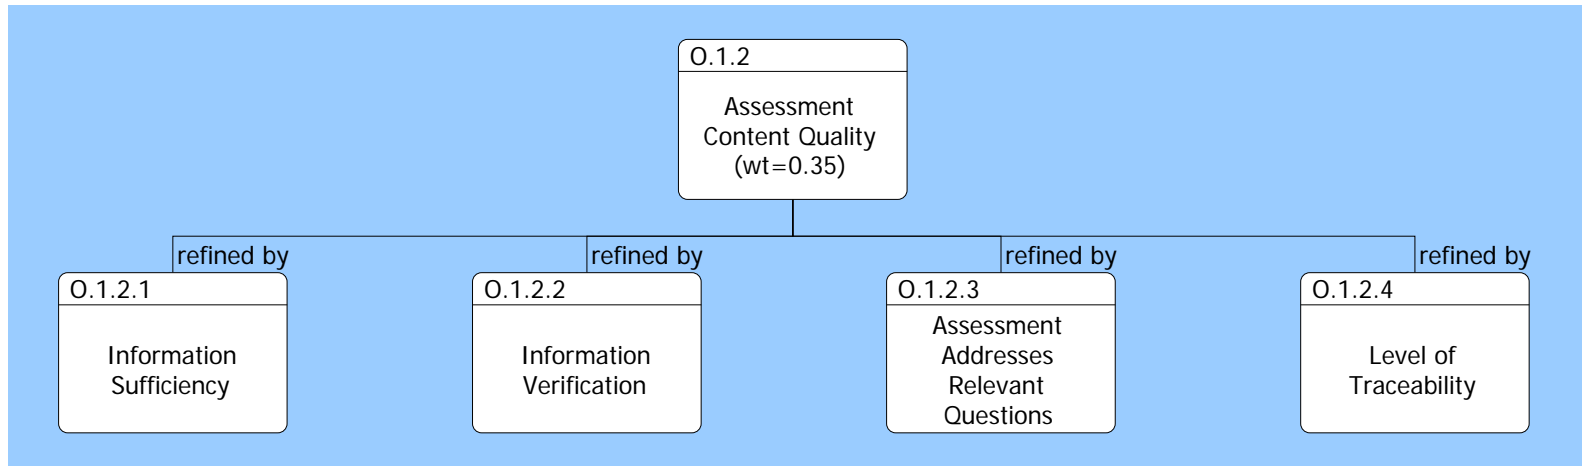 O.1.2
Assessment
Content Quality
(wt=0.35)
refined by
refined by
refined by
refined by
O.1.2.1
Information
Sufficiency
O.1.2.2
Information
Verification
O.1.2.3
Assessment
Addresses
Relevant
Questions
O.1.2.4
Level of
Traceability